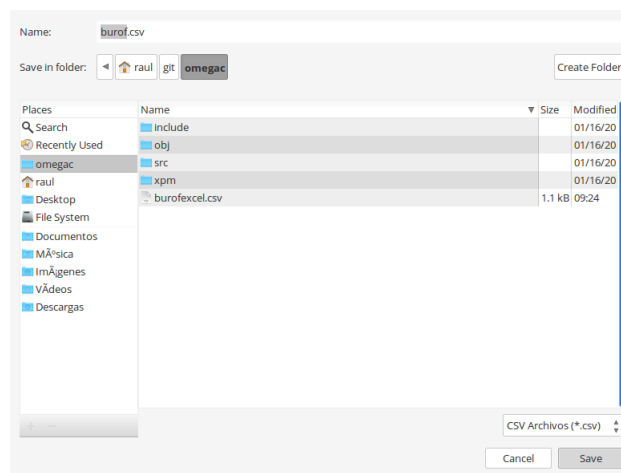 Name: burof.csv
Save in folder: raul git omegac Create Folder
Places Name Size Modified
Search include 01/16/20
Recently Used obj 01/16/20
omegac src 01/16/20
raul xpm 01/16/20
Desktop burofexcel.csv 1.1 kB 09:24
File System
Documentos
MÃºsica
ImÃ¡genes
VÃdeos
Descargas
CSV Archivos (*.csv)
Cancel Save